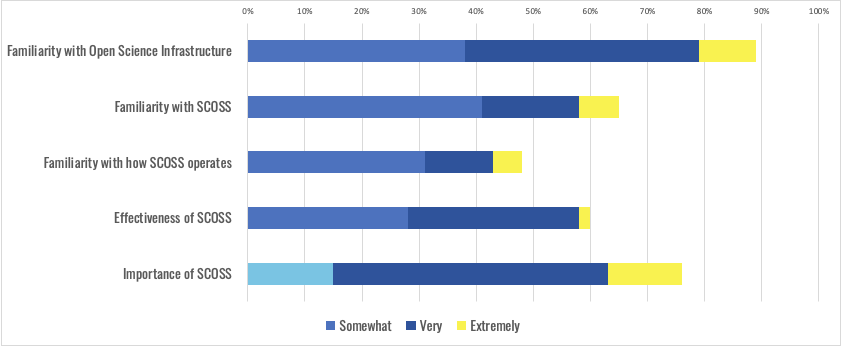 0% 10% 20% 30% 40% 50% 60% 70% 80% 90% 100%
Familiarity with Open Science Infrastructure
Familiarity with SCOSS
Familiarity with how SCOSS operates
Effectiveness of SCOSS
Importance of SCOSS
Somewhat Very Extremely